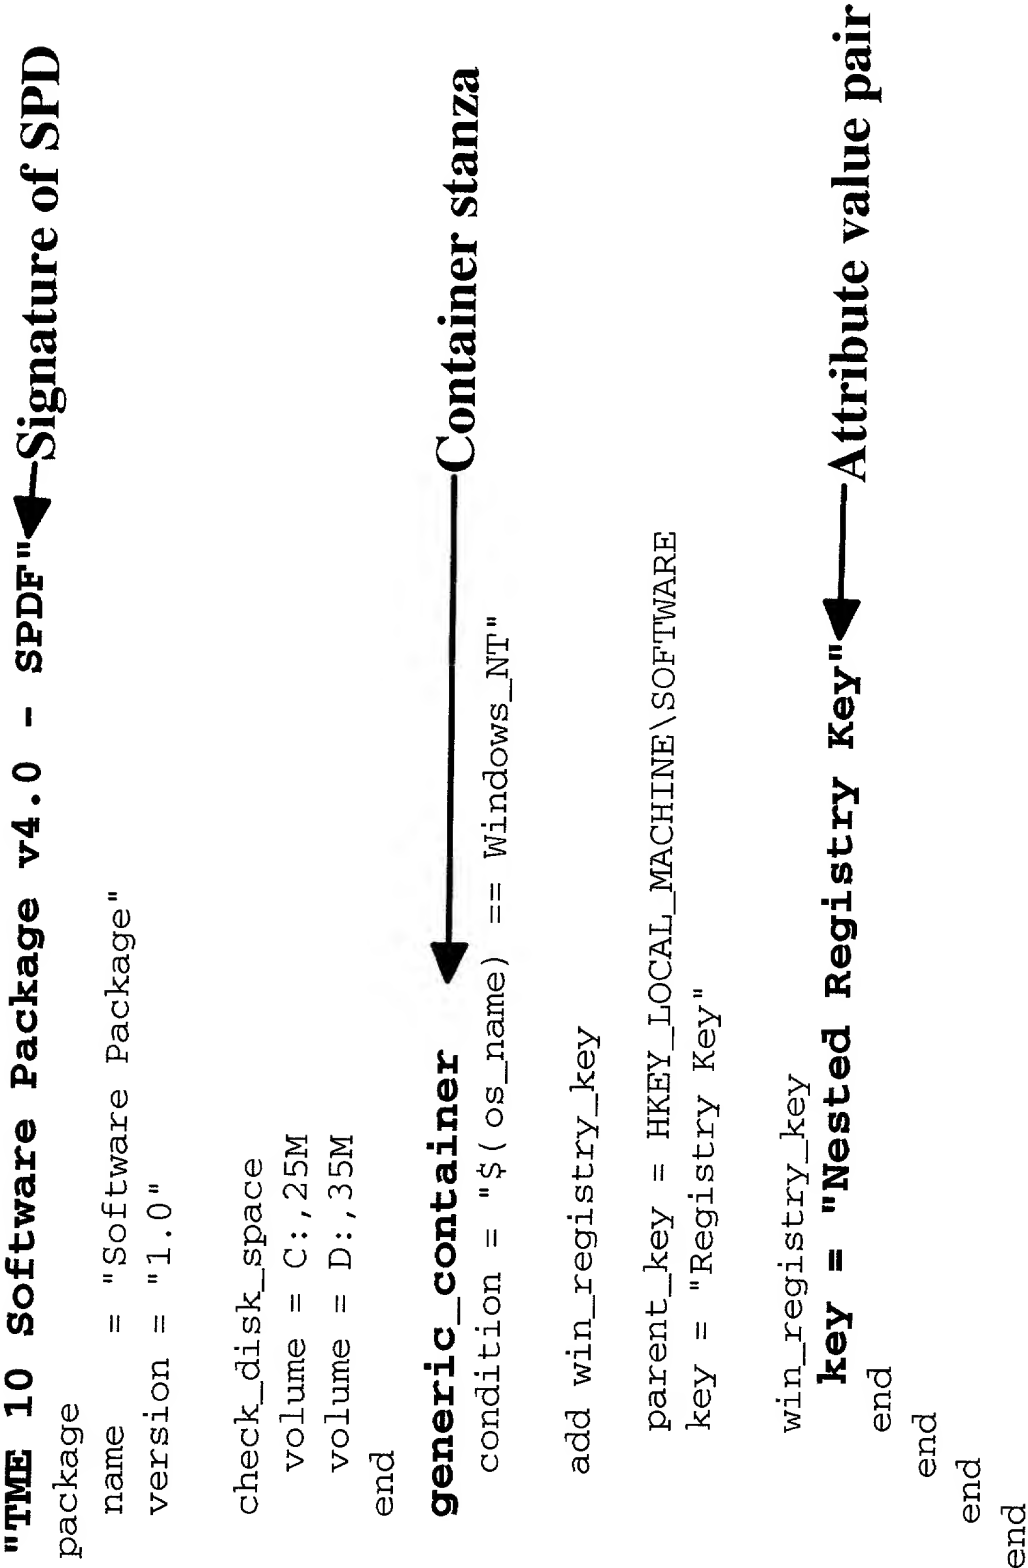 "TME 10 Software Package v4.0 - SPDF" Signature of SPD
package
name = "Software Package"
version = "1.0"
check_disk_space
volume = C:,25M
volume = D:,35M
end
generic_container Container stanza
condition = "$(os_name) == Windows_NT"
add win_registry_key
parent_key = HKEY_LOCAL_MACHINE\SOFTWARE
key = "Registry Key"
win_registry_key
key = "Nested Registry Key" Attribute value pair
end
end
end
end